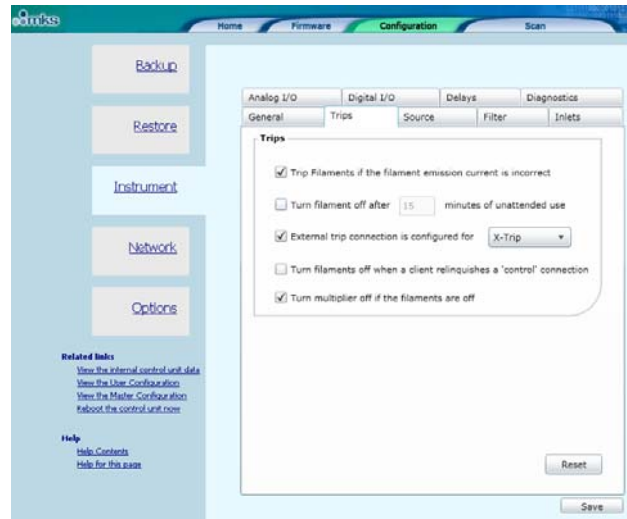 mks
Home Firmware Configuration Scan
Backup
Restore
Instrument
Network
Options
Related links
View the internal control unit data
View the User Configuration
View the Master Configuration
Reboot the control unit now
Help
Help Contents
Help for this page
Analog I/O Digital I/O Delays Diagnostics
General Trips Source Filter Inlets
Trips
Trip Filaments if the filament emission current is incorrect
Turn filament off after 15 minutes of unattended use
External trip connection is configured for X-Trip
Turn filaments off when a client relinquishes a 'control' connection
Turn multiplier off if the filaments are off
Reset
Save